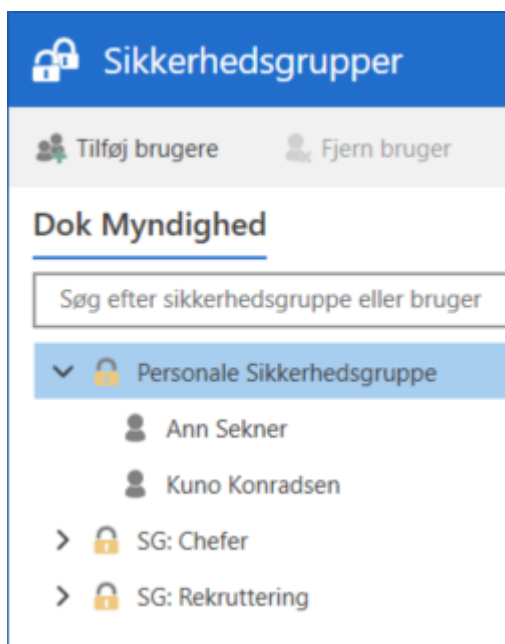 Sikkerhedsgrupper
Tilføj brugere Fjern bruger
Dok Myndighed
Søg efter sikkerhedsgruppe eller bruger
Personale Sikkerhedsgruppe
Ann Sekner
Kuno Konradsen
SG: Chefer
SG: Rekruttering